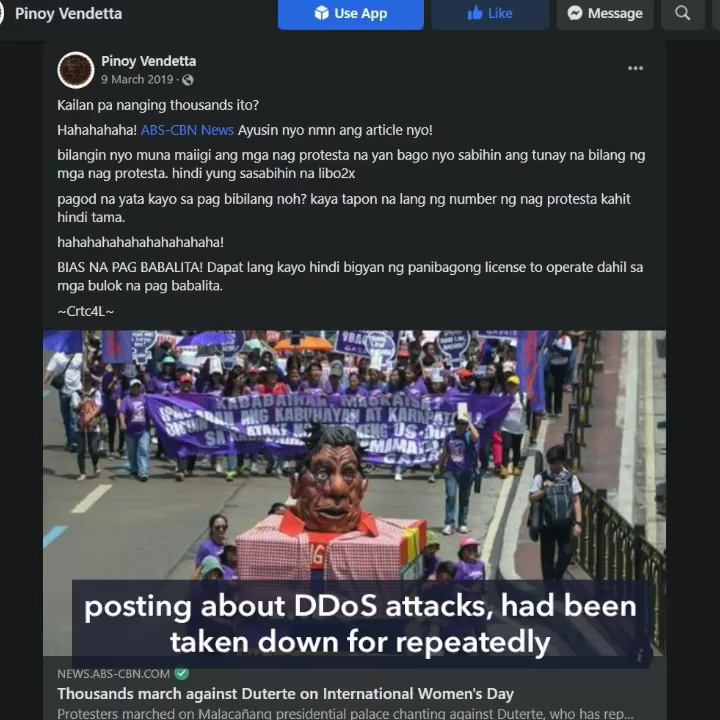 Pinoy Vendetta
Use App
Like
Message
Pinoy Vendetta
9 March 2019 ·
Kailan pa nanging thousands ito?
Hahahahaha! ABS-CBN News Ayusin nyo nmn ang article nyo!
bilangin nyo muna maiigi ang mga nag protesta na yan bago nyo sabihin ang tunay na bilang ng
mga nag protesta. hindi yung sasabihin na libo2x
pagod na yata kayo sa pag bibilang noh? kaya tapon na lang ng number ng nag protesta kahit
hindi tama.
hahahahahahahahahahaha!
BIAS NA PAG BABALITA! Dapat lang kayo hindi bigyan ng panibagong license to operate dahil sa
mga bulok na pag babalita.
~Crtc4L~
KABABAIHAN, MAGKAISA
ANG KABUHAYAN AT
posting about DDoS attacks, had been
taken down for repeatedly
NEWS.ABS-CBN.COM
Thousands march against Duterte on International Women's Day
Protesters marched on Malacañang presidential palace chanting against Duterte, who has rep...